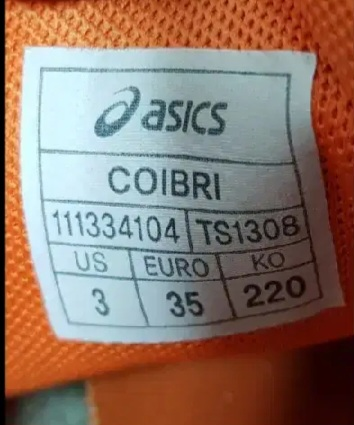 asics
COIBRI
111334104 TS1308
US EURO KO
3 35 220